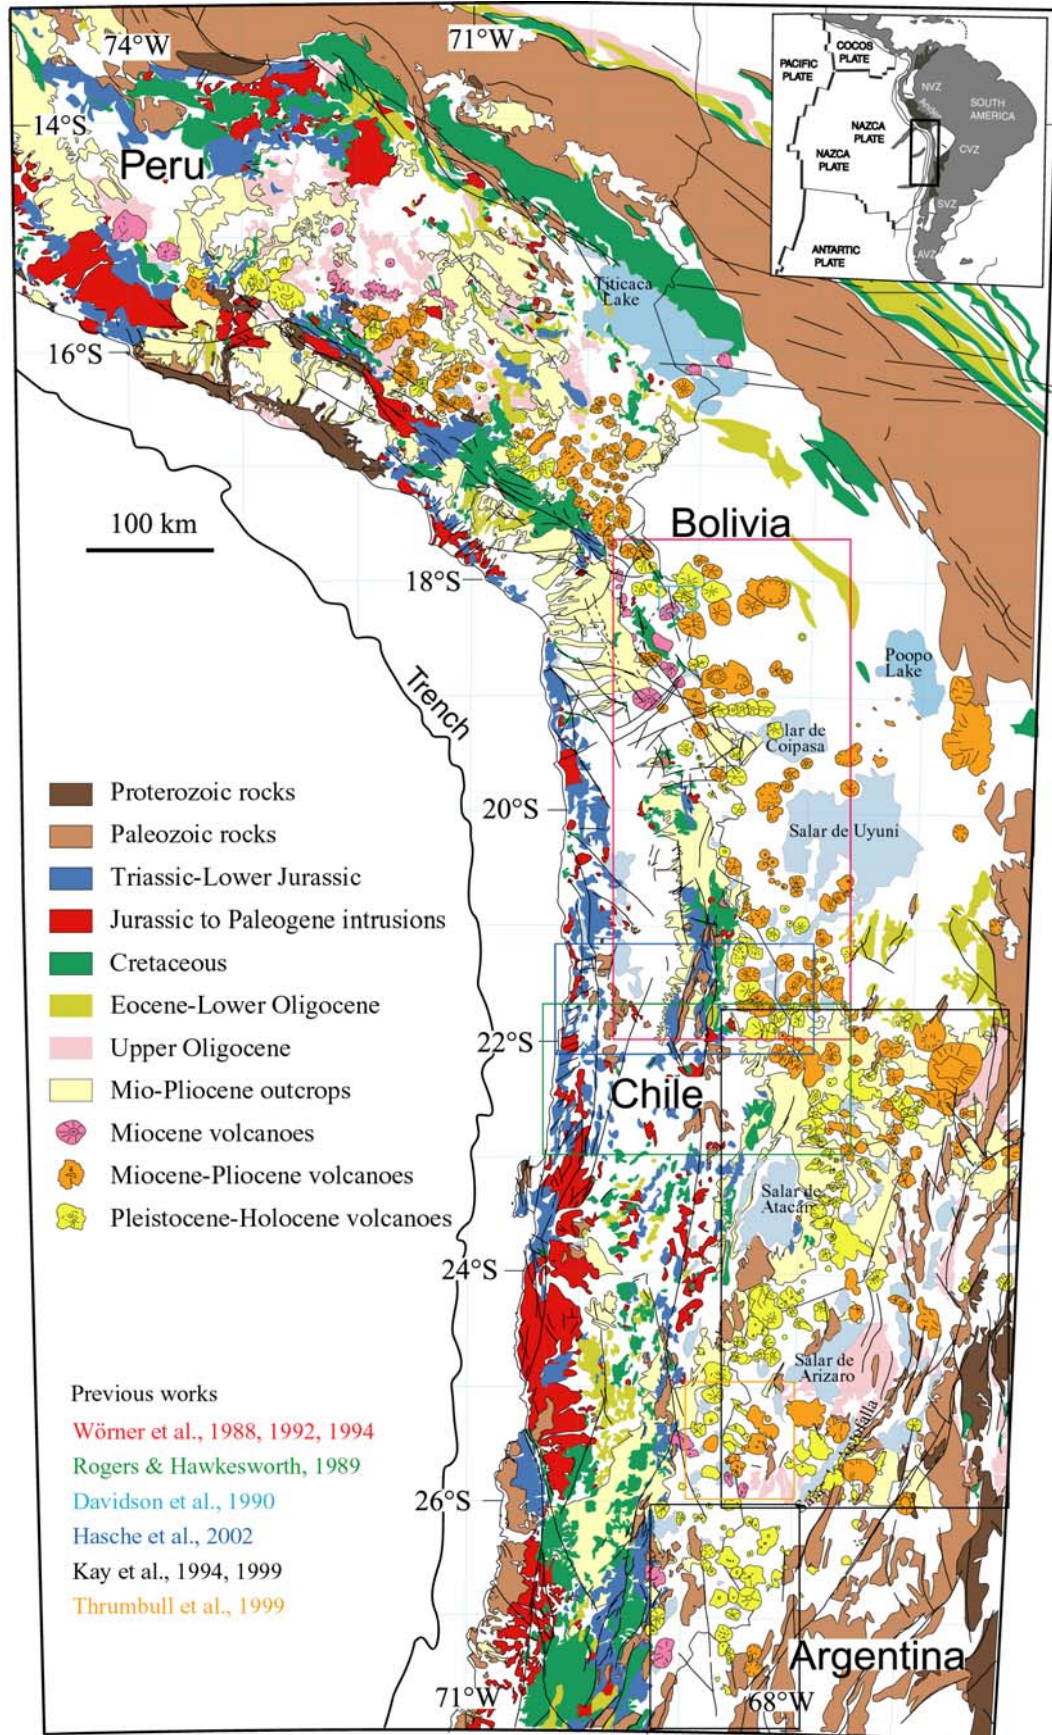 74°W
71°W
14°S
Peru
PACIFIC
PLATE
COCOS
PLATE
NVZ
Andes
SOUTH
AMERICA
NAZCA
PLATE
NAZCA
PLATE
CVZ
SVZ
ANTARTIC
PLATE
AVZ
Titicaca
Lake
16°S
100 km
Bolivia
18°S
Trench
Poopo
Lake
Salar de
Coipasa
20°S
Salar de Uyuni
Proterozoic rocks
Paleozoic rocks
Triassic-Lower Jurassic
Jurassic to Paleogene intrusions
Cretaceous
Eocene-Lower Oligocene
Upper Oligocene
Mio-Pliocene outcrops
Miocene volcanoes
Miocene-Pliocene volcanoes
Pleistocene-Holocene volcanoes
22°S
Chile
Salar de
24°S
Salar de
Arizaro
Previous works
Wörner et al., 1988, 1992, 1994
Rogers & Hawkesworth, 1989
Davidson et al., 1990
Hasche et al., 2002
Kay et al., 1994, 1999
Thrumbull et al., 1999
26°S
Argentina
71°W
68°W